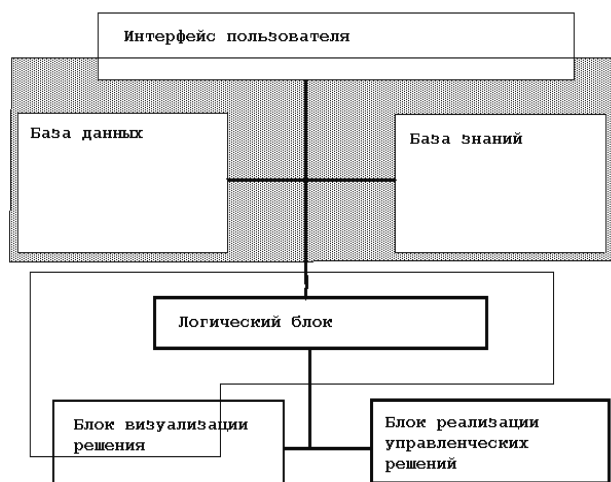 Интерфейс пользователя
База данных
База знаний
Логический блок
Блок визуализации
решения
Блок реализации
управленческих
решений